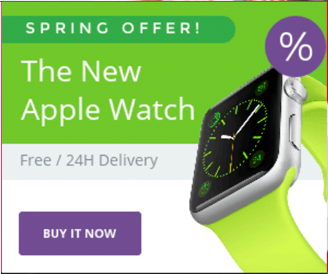 SPRING OFFER!
%
The New
Apple Watch
Free / 24H Delivery
BUY IT NOW